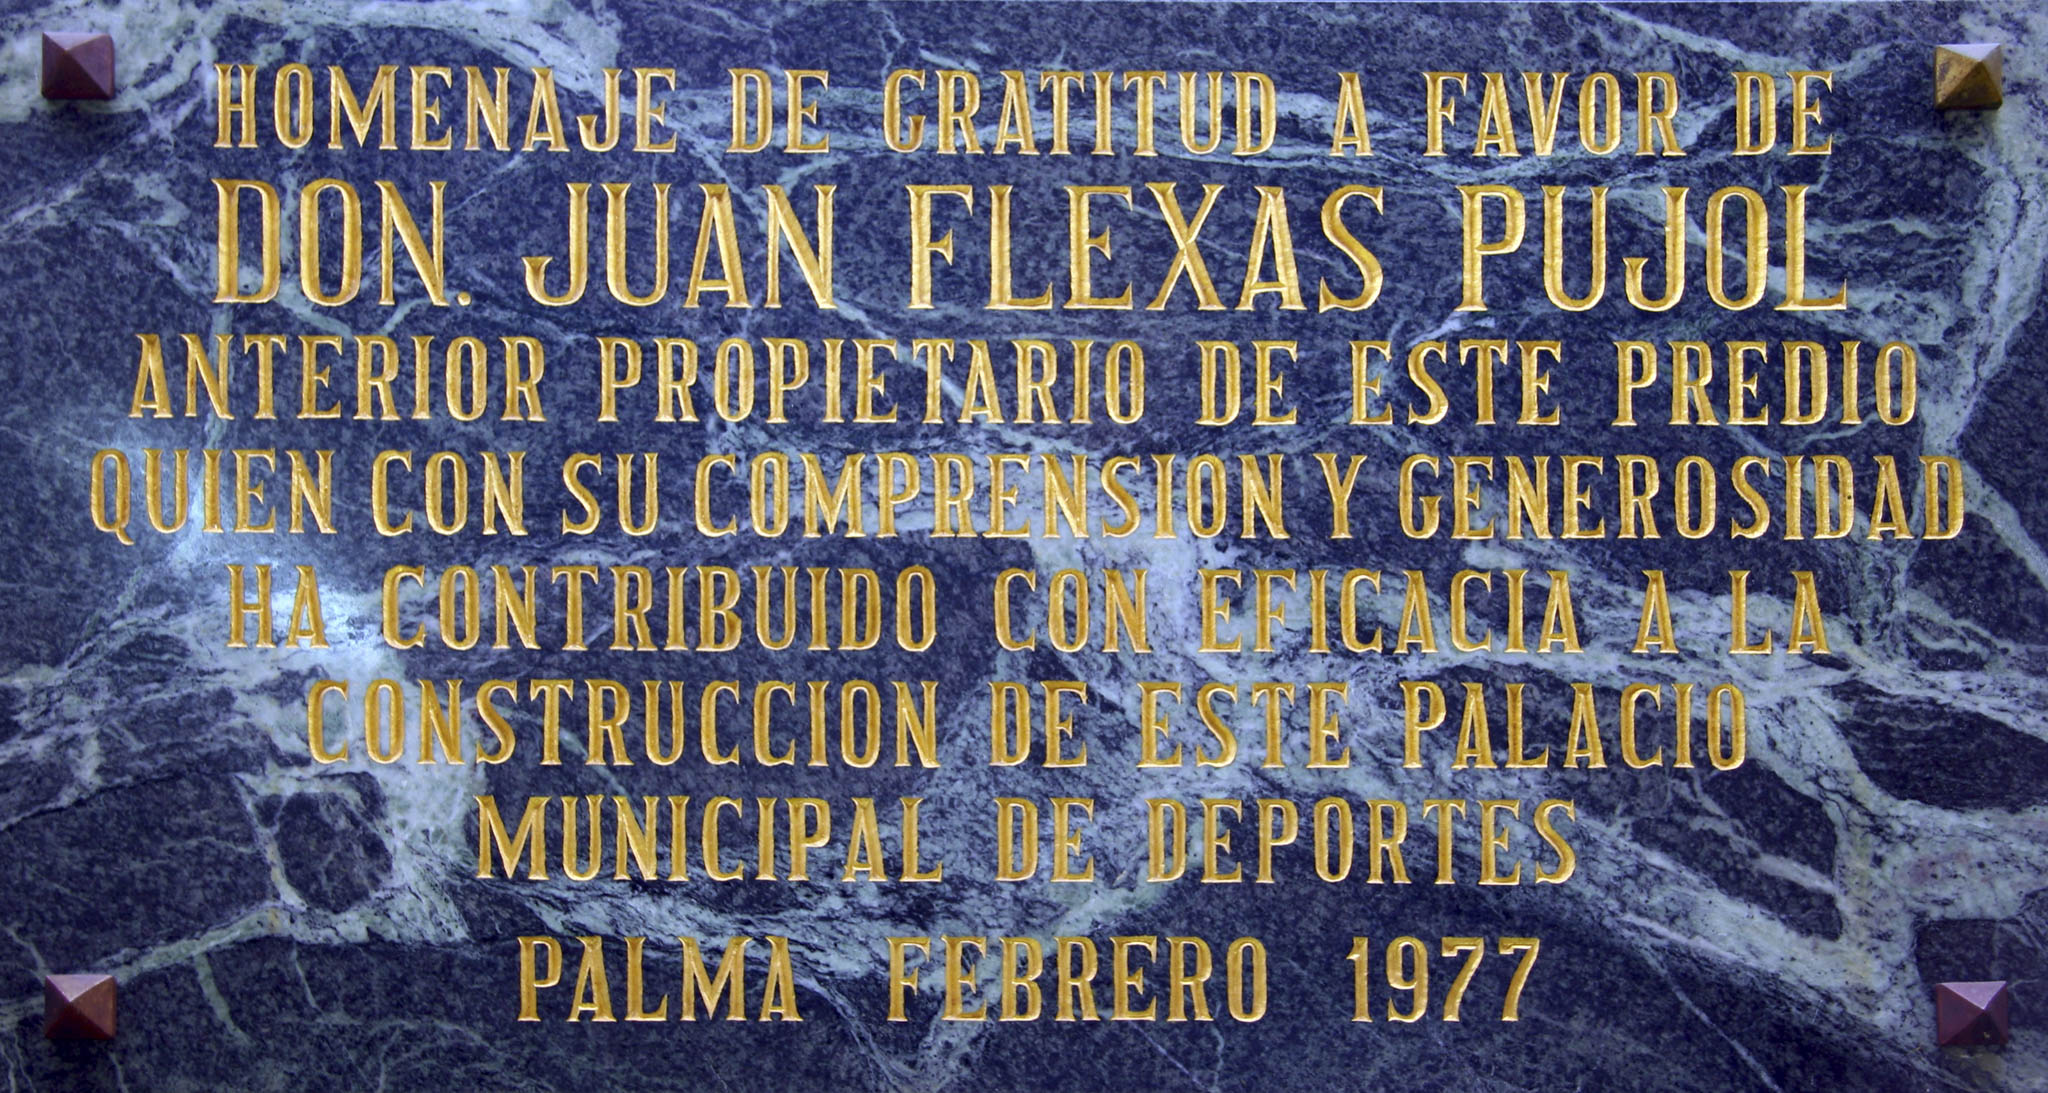 HOMENAJE DE GRATITUD A FAVOR DE
DON. JUAN FLEXAS PUJOL
ANTERIOR PROPIETARIO DE ESTE PREDIO
QUIEN CON SU COMPRENSION Y GENEROSIDAD
HA CONTRIBUIDO CON EFICACIA A LA
CONSTRUCCION DE ESTE PALACIO
MUNICIPAL DE DEPORTES
PALMA FEBRERO 1977